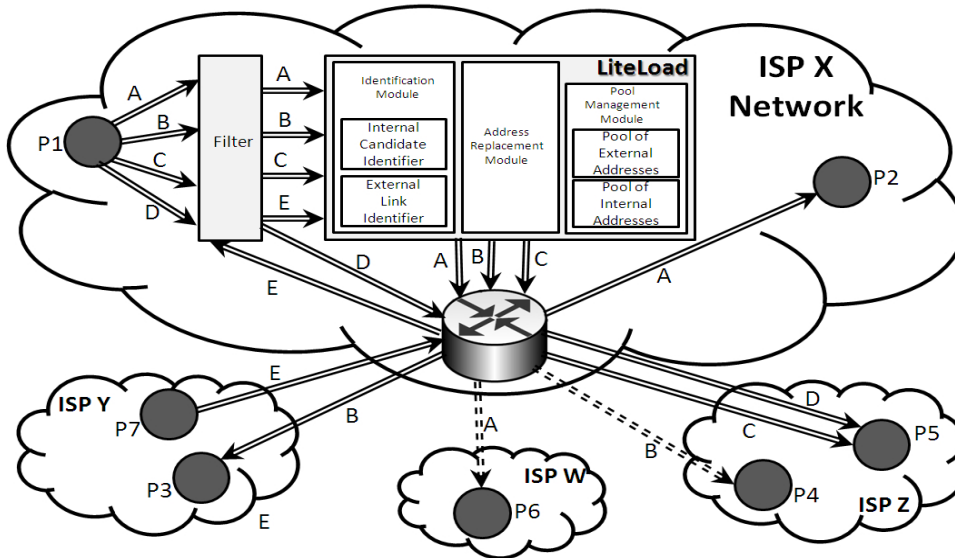 LiteLoad
ISP X
Network
Identification
Module
Internal
Candidate
Identifier
External
Link
Identifier
Address
Replacement
Module
Pool
Management
Module
Pool of
External
Addresses
Pool of
Internal
Addresses
Filter
P1
A
B
C
D
A
B
C
E
D
E
A
B
C
A
P2
E
B
A
B
D
C
ISP Y
P7
P3
E
ISP W
P6
P5
P4
ISP Z